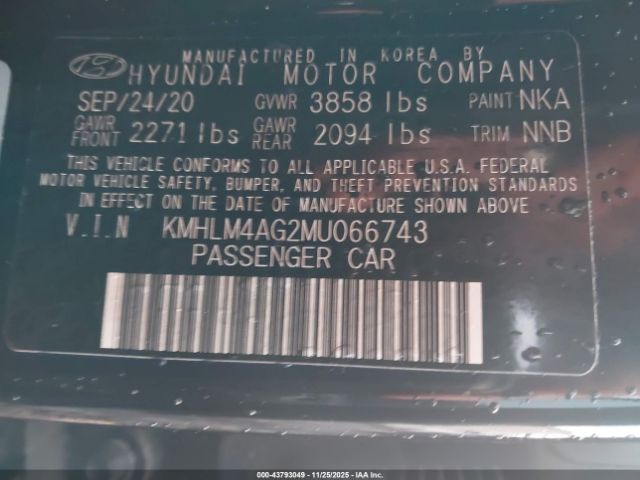 MANUFACTURED IN KOREA BY
HYUNDAI MOTOR COMPANY
SEP/24/20 GVWR 3858 lbs PAINT NKA
GAWR FRONT 2271 lbs GAWR REAR 2094 lbs TRIM NNB
THIS VEHICLE CONFORMS TO ALL APPLICABLE U.S.A. FEDERAL
MOTOR VEHICLE SAFETY, BUMPER, AND THEFT PREVENTION STANDARDS
IN EFFECT ON THE DATE OF MANUFACTURE SHOWN ABOVE
V.I.N KMHLM4AG2MU066743
PASSENGER CAR
000-43793049 - 11/25/2025 - IAAI.COM